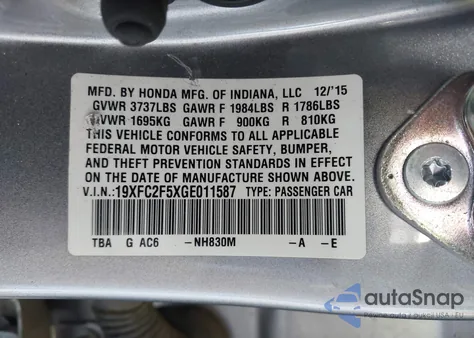 MFD. BY HONDA MFG. OF INDIANA, LLC 12/'15
GVWR 3737LBS GAWR F 1984LBS R 1786LBS
GVWR 1695KG GAWR F 900KG R 810KG
THIS VEHICLE CONFORMS TO ALL APPLICABLE
FEDERAL MOTOR VEHICLE SAFETY, BUMPER,
AND THEFT PREVENTION STANDARDS IN EFFECT
ON THE DATE OF MANUFACTURE SHOWN ABOVE.
V.I.N.:19XFC2F5XGE011587 TYPE: PASSENGER CAR
TBA G AC6 -NH830M -A -E
autoSnap